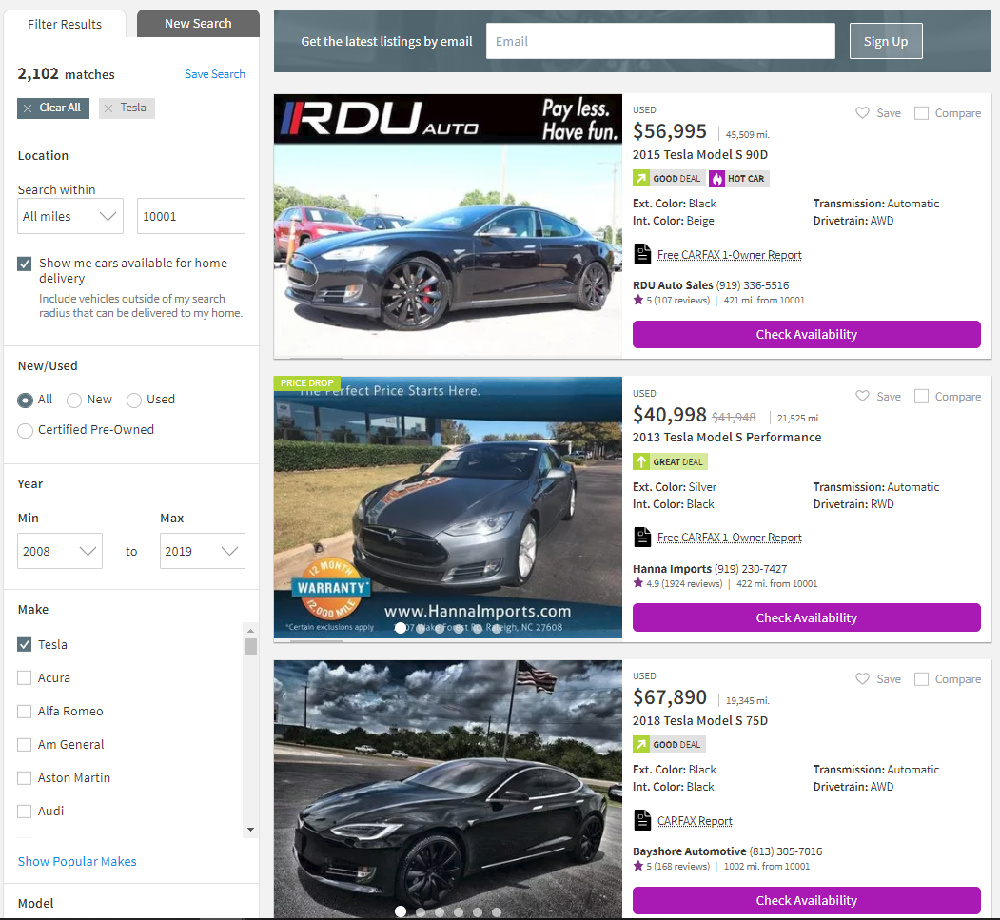 Filter Results
New Search
2,102 matches
Save Search
Clear All
Tesla
Location
Search within
All miles
10001
Show me cars available for home
delivery
Include vehicles outside of my search
radius that can be delivered to my home.
New/Used
All
New
Used
Certified Pre-Owned
Year
Min
Max
2008
to
2019
Make
Tesla
Acura
Alfa Romeo
Am General
Aston Martin
Audi
Show Popular Makes
Model
Get the latest listings by email
Email
Sign Up
RDU AUTO
Pay less.
Have fun.
USED
Save
Compare
$56,995
45,509 mi.
2015 Tesla Model S 90D
GOOD DEAL
HOT CAR
Ext. Color: Black
Transmission: Automatic
Int. Color: Beige
Drivetrain: AWD
Free CARFAX 1-Owner Report
RDU Auto Sales (919) 336-5516
5 (107 reviews) | 421 mi. from 10001
Check Availability
PRICE DROP
The Perfect Price Starts Here.
12 MONTH
WARRANTY*
12,000 MILE
*Certain exclusions apply
www.HannaImports.com
Wake Forest Rd, Raleigh, NC 27608
USED
Save
Compare
$40,998 $41,948
21,525 mi.
2013 Tesla Model S Performance
GREAT DEAL
Ext. Color: Silver
Transmission: Automatic
Int. Color: Black
Drivetrain: RWD
Free CARFAX 1-Owner Report
Hanna Imports (919) 230-7427
4.9 (1924 reviews) | 422 mi. from 10001
Check Availability
USED
Save
Compare
$67,890
19,345 mi.
2018 Tesla Model S 75D
GOOD DEAL
Ext. Color: Black
Transmission: Automatic
Int. Color: Black
Drivetrain: AWD
CARFAX Report
Bayshore Automotive (813) 305-7016
5 (168 reviews) | 1002 mi. from 10001
Check Availability